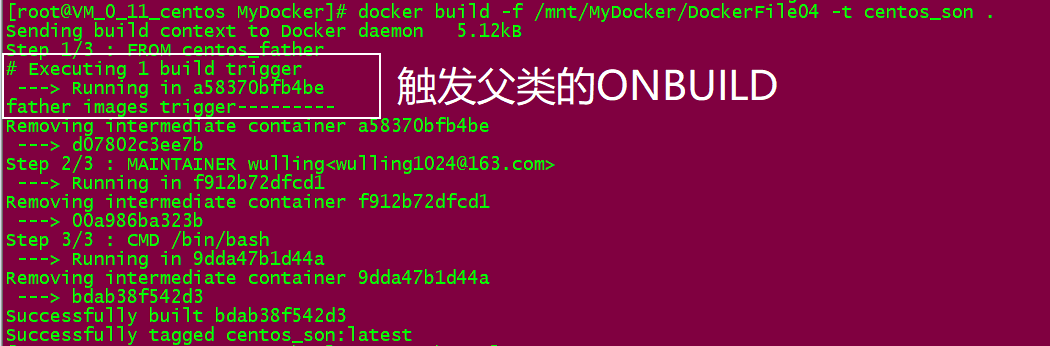 [root@VM_0_11_centos MyDocker]# docker build -f /mnt/MyDocker/DockerFile04 -t centos_son .
Sending build context to Docker daemon   5.12kB
Step 1/3 : FROM centos_father
# Executing 1 build trigger
 ---> Running in a58370bfb4be
father images trigger---------
触发父类的ONBUILD
Removing intermediate container a58370bfb4be
 ---> d07802c3ee7b
Step 2/3 : MAINTAINER wulling<wulling1024@163.com>
 ---> Running in f912b72dfcd1
Removing intermediate container f912b72dfcd1
 ---> 00a986ba323b
Step 3/3 : CMD /bin/bash
 ---> Running in 9dda47b1d44a
Removing intermediate container 9dda47b1d44a
 ---> bdab38f542d3
Successfully built bdab38f542d3
Successfully tagged centos_son:latest